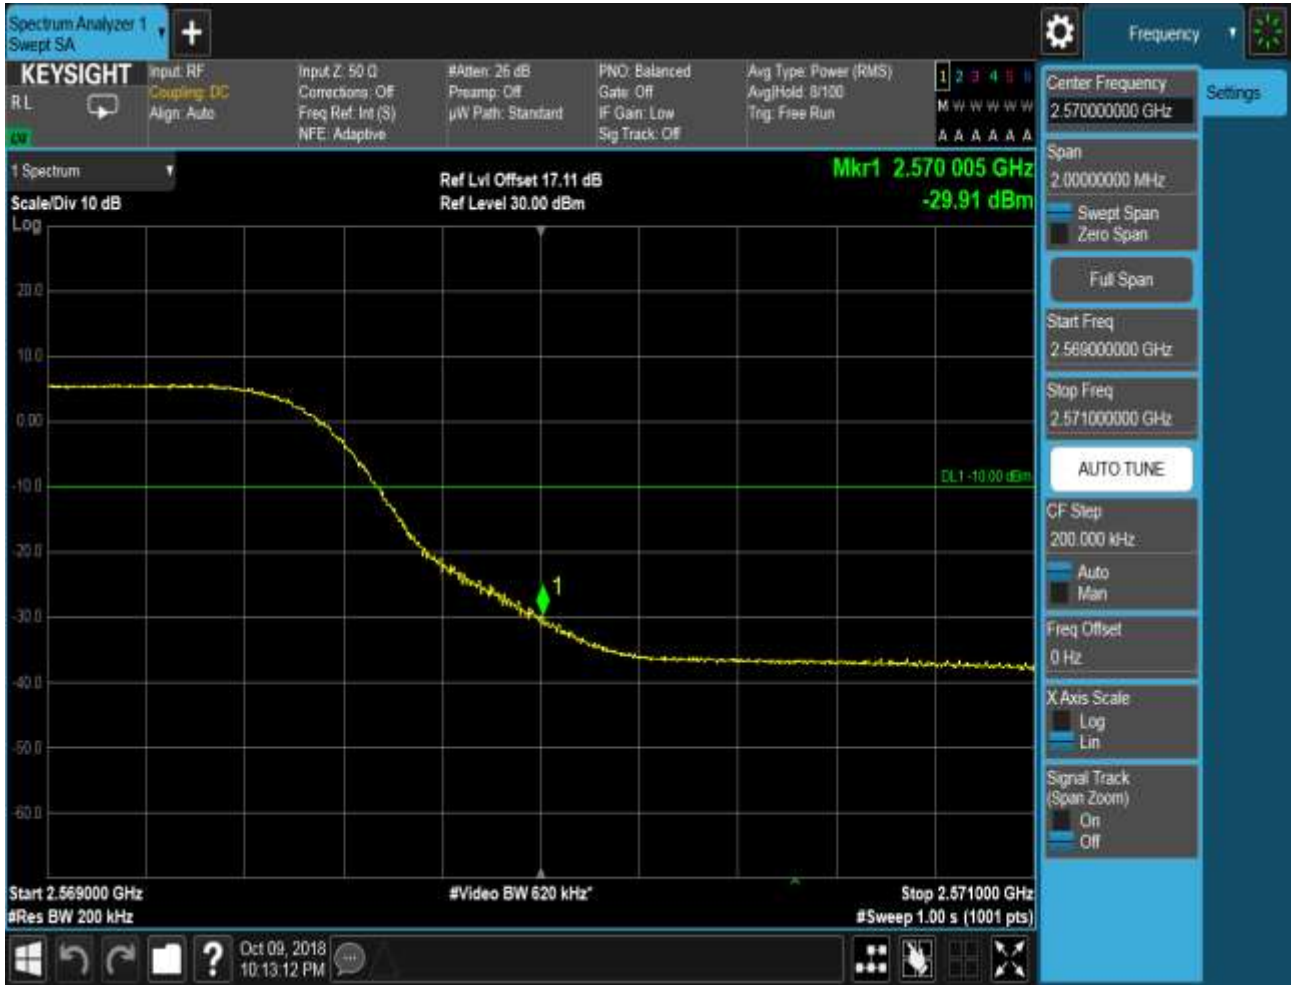 Spectrum Analyzer 1
Swept SA
+
Frequency
KEYSIGHT
R L
Input: RF
Coupling: DC
Align: Auto
Input Z: 50 Ω
Corrections: Off
Freq Ref: Int (S)
NFE: Adaptive
#Atten: 26 dB
Preamp: Off
µW Path: Standard
PNO: Balanced
Gate: Off
IF Gain: Low
Sig Track: Off
Avg Type: Power (RMS)
Avg|Hold: 8/100
Trig: Free Run
1 2 3 4 5 6
M W W W W W
A A A A A A
1 Spectrum
Scale/Div 10 dB
Log
Ref Lvl Offset 17.11 dB
Ref Level 30.00 dBm
Mkr1 2.570 005 GHz
-29.91 dBm
20.0
10.0
0.00
-10.0
-20.0
-30.0
-40.0
-50.0
-60.0
DL1 -10.00 dBm
1
Start 2.569000 GHz
#Res BW 200 kHz
#Video BW 620 kHz*
Stop 2.571000 GHz
#Sweep 1.00 s (1001 pts)
Center Frequency
2.570000000 GHz
Settings
Span
2.00000000 MHz
Swept Span
Zero Span
Full Span
Start Freq
2.569000000 GHz
Stop Freq
2.571000000 GHz
AUTO TUNE
CF Step
200.000 kHz
Auto
Man
Freq Offset
0 Hz
X Axis Scale
Log
Lin
Signal Track
(Span Zoom)
On
Off
?
Oct 09, 2018
10:13:12 PM